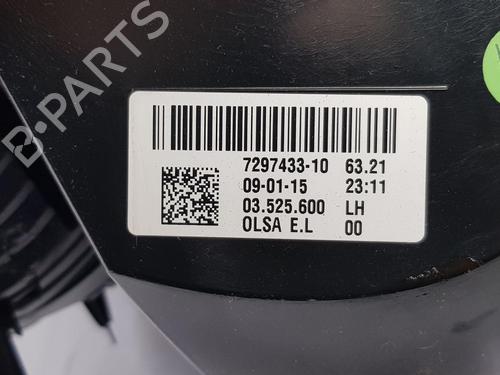 B-PARTS
7297433-10 63.21
09-01-15 23:11
03.525.600 LH
OLSA E.L 00